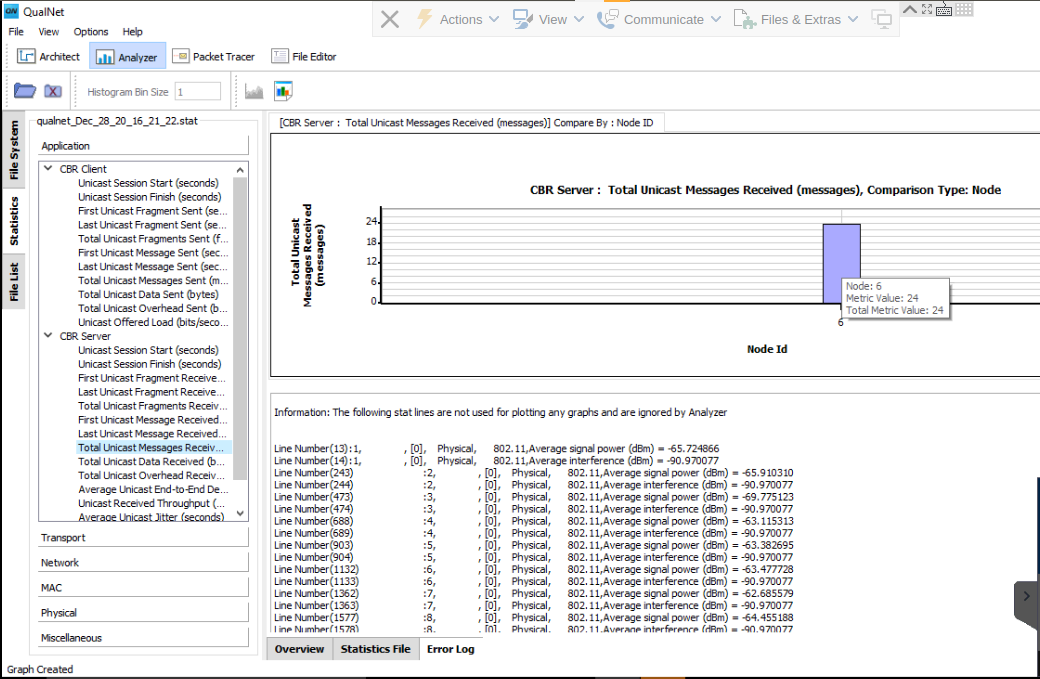 QN QualNet
File View Options Help
Actions View Communicate Files & Extras
Architect Analyzer Packet Tracer File Editor
Histogram Bin Size 1
File System
Statistics
File List
qualnet_Dec_28_20_16_21_22.stat
Application
CBR Client
Unicast Session Start (seconds)
Unicast Session Finish (seconds)
First Unicast Fragment Sent (se...
Last Unicast Fragment Sent (se...
Total Unicast Fragments Sent (f...
First Unicast Message Sent (sec...
Last Unicast Message Sent (sec...
Total Unicast Messages Sent (m...
Total Unicast Data Sent (bytes)
Total Unicast Overhead Sent (b...
Unicast Offered Load (bits/seco...
CBR Server
Unicast Session Start (seconds)
Unicast Session Finish (seconds)
First Unicast Fragment Receive...
Last Unicast Fragment Receive...
Total Unicast Fragments Receiv...
First Unicast Message Received...
Last Unicast Message Received...
Total Unicast Messages Receiv...
Total Unicast Data Received (b...
Total Unicast Overhead Receiv...
Average Unicast End-to-End De...
Unicast Received Throughput (...
Average Unicast Jitter (seconds)
Transport
Network
MAC
Physical
Miscellaneous
[CBR Server : Total Unicast Messages Received (messages)] Compare By : Node ID
CBR Server : Total Unicast Messages Received (messages), Comparison Type: Node
Total Unicast
Messages Received
(messages)
24
18
12
6
0
Node: 6
Metric Value: 24
Total Metric Value: 24
6
Node Id
Information: The following stat lines are not used for plotting any graphs and are ignored by Analyzer
Line Number(13):1, , [0], Physical, 802.11,Average signal power (dBm) = -65.724866
Line Number(14):1, , [0], Physical, 802.11,Average interference (dBm) = -90.970077
Line Number(243) :2, , [0], Physical, 802.11,Average signal power (dBm) = -65.910310
Line Number(244) :2, , [0], Physical, 802.11,Average interference (dBm) = -90.970077
Line Number(473) :3, , [0], Physical, 802.11,Average signal power (dBm) = -69.775123
Line Number(474) :3, , [0], Physical, 802.11,Average interference (dBm) = -90.970077
Line Number(688) :4, , [0], Physical, 802.11,Average signal power (dBm) = -63.115313
Line Number(689) :4, , [0], Physical, 802.11,Average interference (dBm) = -90.970077
Line Number(903) :5, , [0], Physical, 802.11,Average signal power (dBm) = -63.382695
Line Number(904) :5, , [0], Physical, 802.11,Average interference (dBm) = -90.970077
Line Number(1132) :6, , [0], Physical, 802.11,Average signal power (dBm) = -63.477728
Line Number(1133) :6, , [0], Physical, 802.11,Average interference (dBm) = -90.970077
Line Number(1362) :7, , [0], Physical, 802.11,Average signal power (dBm) = -62.685579
Line Number(1363) :7, , [0], Physical, 802.11,Average interference (dBm) = -90.970077
Line Number(1577) :8, , [0], Physical, 802.11,Average signal power (dBm) = -64.455188
Line Number(1578) :8, , [0], Physical, 802.11,Average interference (dBm) = -90.970077
Overview Statistics File Error Log
Graph Created